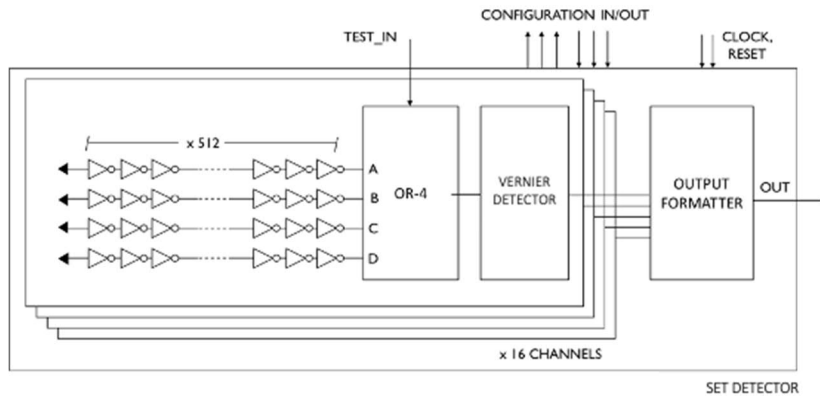 CONFIGURATION IN/OUT
TEST_IN
CLOCK,
RESET
x 512
A
B
C
D
OR-4
VERNIER
DETECTOR
OUTPUT
FORMATTER
OUT
x 16 CHANNELS
SET DETECTOR